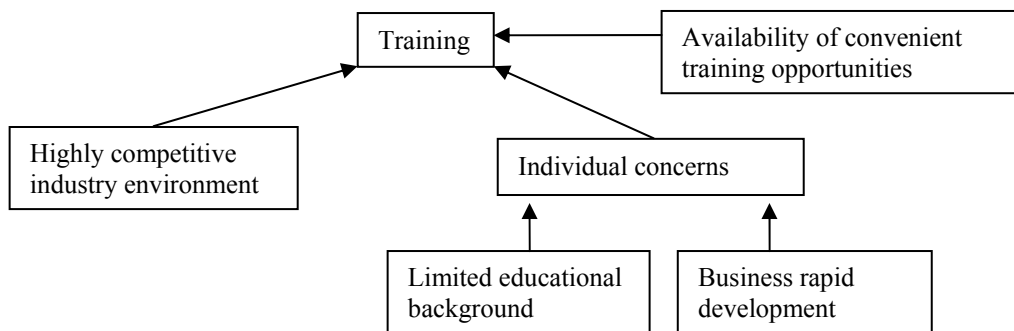 Training
Availability of convenient
training opportunities
Highly competitive
industry environment
Individual concerns
Limited educational
background
Business rapid
development